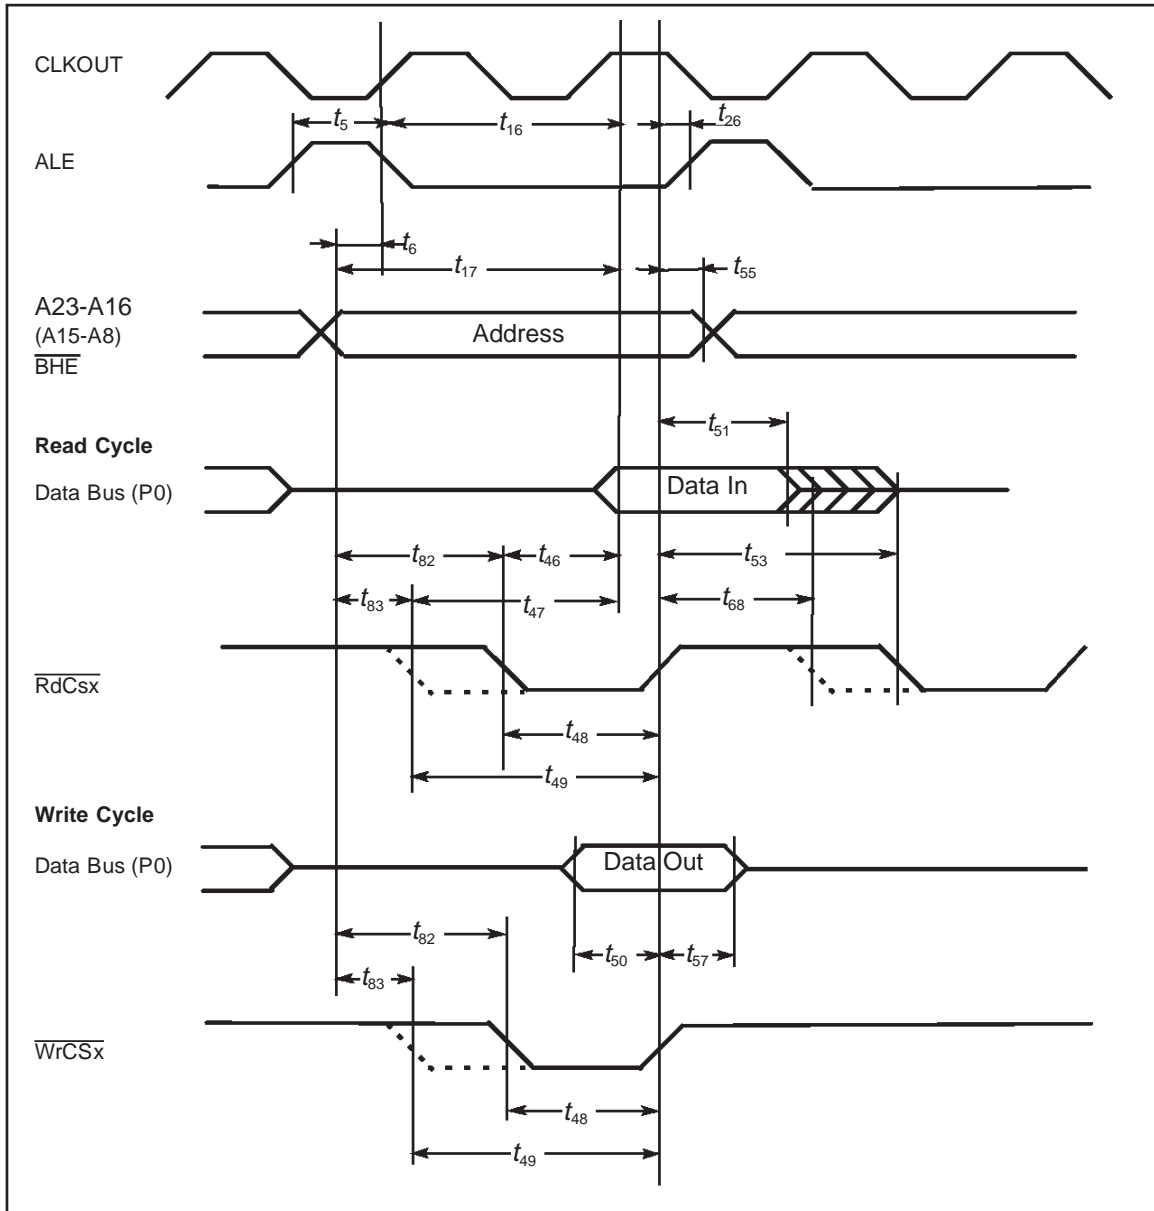 CLKOUT
t5
t16
t26
ALE
t6
t17
t55
A23-A16
(A15-A8)
BHE
Address
Read Cycle
t51
Data Bus (P0)
Data In
t82
t46
t53
t83
t47
t68
RdCsx
t48
t49
Write Cycle
Data Bus (P0)
Data Out
t82
t50
t57
t83
WrCSx
t48
t49